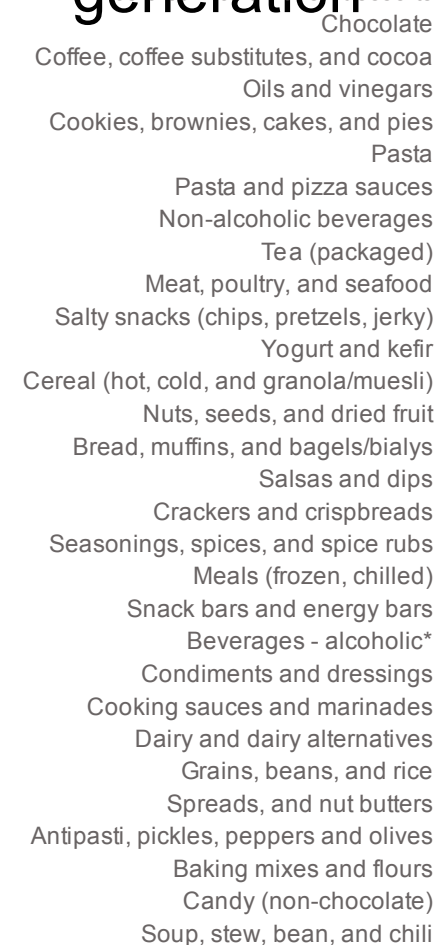 generation
Chocolate
Coffee, coffee substitutes, and cocoa
Oils and vinegars
Cookies, brownies, cakes, and pies
Pasta
Pasta and pizza sauces
Non-alcoholic beverages
Tea (packaged)
Meat, poultry, and seafood
Salty snacks (chips, pretzels, jerky)
Yogurt and kefir
Cereal (hot, cold, and granola/muesli)
Nuts, seeds, and dried fruit
Bread, muffins, and bagels/bialys
Salsas and dips
Crackers and crispbreads
Seasonings, spices, and spice rubs
Meals (frozen, chilled)
Snack bars and energy bars
Beverages - alcoholic*
Condiments and dressings
Cooking sauces and marinades
Dairy and dairy alternatives
Grains, beans, and rice
Spreads, and nut butters
Antipasti, pickles, peppers and olives
Baking mixes and flours
Candy (non-chocolate)
Soup, stew, bean, and chili